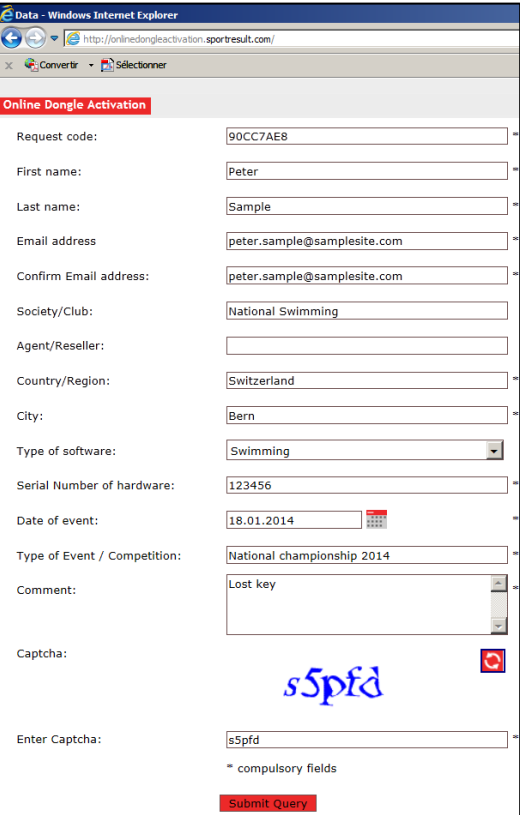 Data - Windows Internet Explorer
http://onlinedongleactivation.sportresult.com/
x Convertir Sélectionner
Online Dongle Activation
Request code: 90CC7AE8 *
First name: Peter *
Last name: Sample *
Email address peter.sample@samplesite.com *
Confirm Email address: peter.sample@samplesite.com *
Society/Club: National Swimming
Agent/Reseller:
Country/Region: Switzerland *
City: Bern *
Type of software: Swimming
Serial Number of hardware: 123456 *
Date of event: 18.01.2014 *
Type of Event / Competition: National championship 2014 *
Comment: Lost key *
Captcha:
s5pfd
Enter Captcha: s5pfd *
* compulsory fields
Submit Query